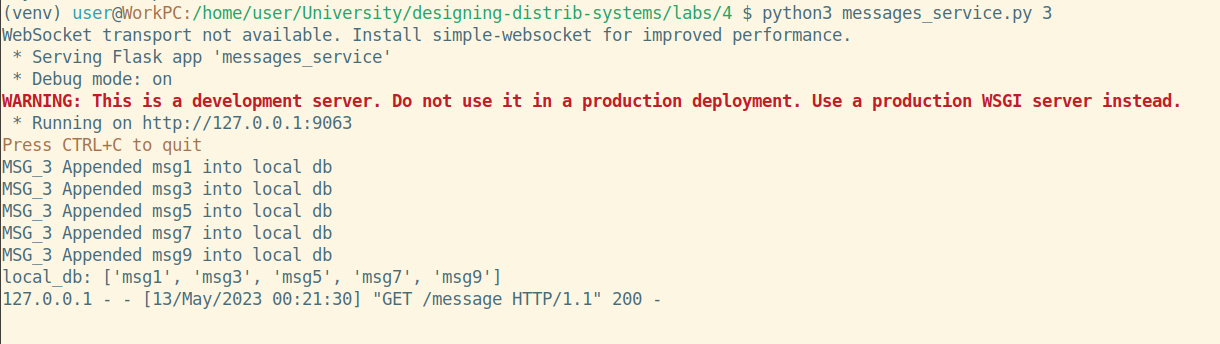 (venv) user@WorkPC:/home/user/University/designing-distrib-systems/labs/4 $ python3 messages_service.py 3
WebSocket transport not available. Install simple-websocket for improved performance.
 * Serving Flask app 'messages_service'
 * Debug mode: on
WARNING: This is a development server. Do not use it in a production deployment. Use a production WSGI server instead.
 * Running on http://127.0.0.1:9063
Press CTRL+C to quit
MSG_3 Appended msg1 into local db
MSG_3 Appended msg3 into local db
MSG_3 Appended msg5 into local db
MSG_3 Appended msg7 into local db
MSG_3 Appended msg9 into local db
local_db: ['msg1', 'msg3', 'msg5', 'msg7', 'msg9']
127.0.0.1 - - [13/May/2023 00:21:30] "GET /message HTTP/1.1" 200 -